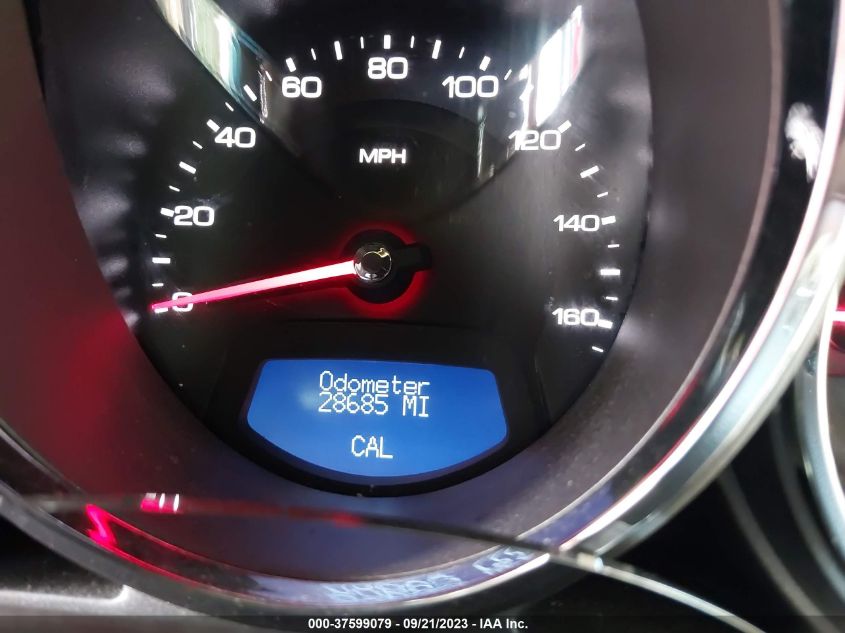 80
60 100
40 120
MPH
20 140
0 160
Odometer
28685 MI
CAL
000-37599079 - 09/21/2023 - IAA Inc.